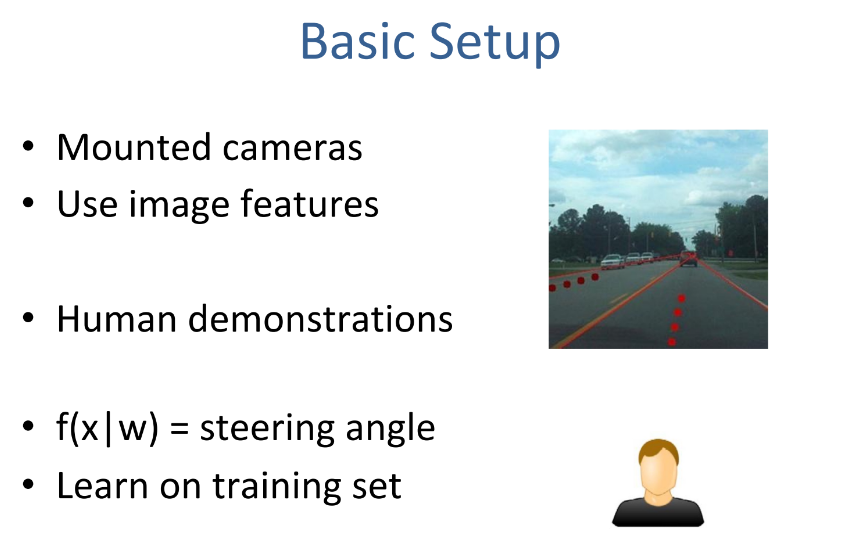 Basic Setup
• Mounted cameras
• Use image features
• Human demonstrations
• f(x|w) = steering angle
• Learn on training set